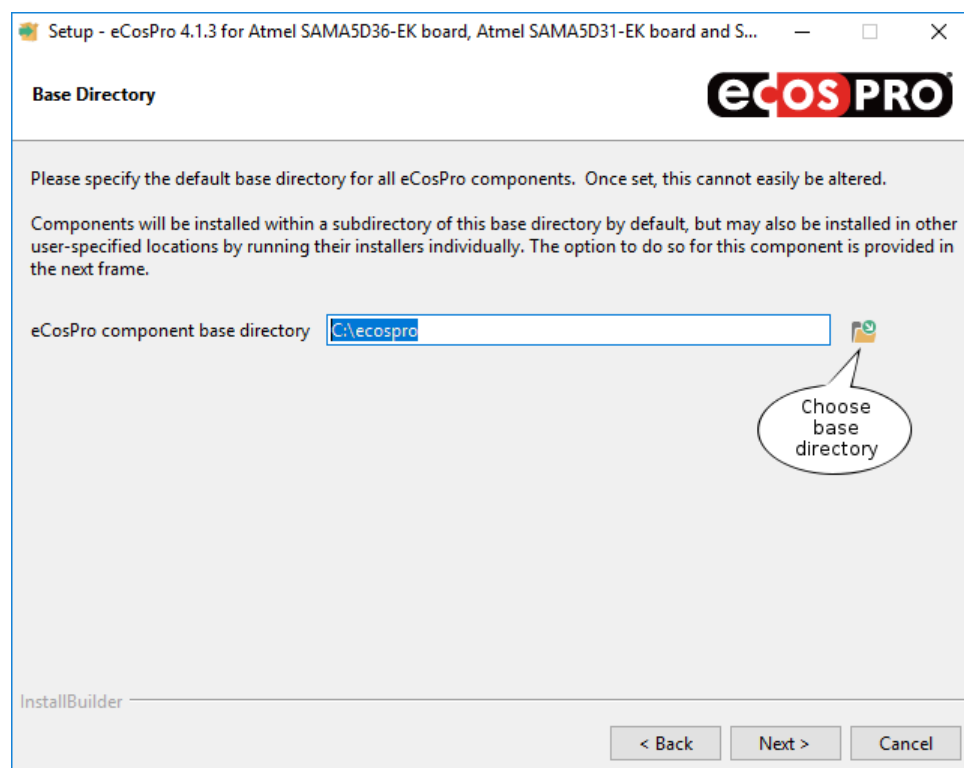 Setup - eCosPro 4.1.3 for Atmel SAMA5D36-EK board, Atmel SAMA5D31-EK board and S...
Base Directory
ecos PRO
Please specify the default base directory for all eCosPro components.  Once set, this cannot easily be altered.
Components will be installed within a subdirectory of this base directory by default, but may also be installed in other
user-specified locations by running their installers individually. The option to do so for this component is provided in
the next frame.
eCosPro component base directory C:\ecospro
Choose
base
directory
InstallBuilder
< Back Next > Cancel